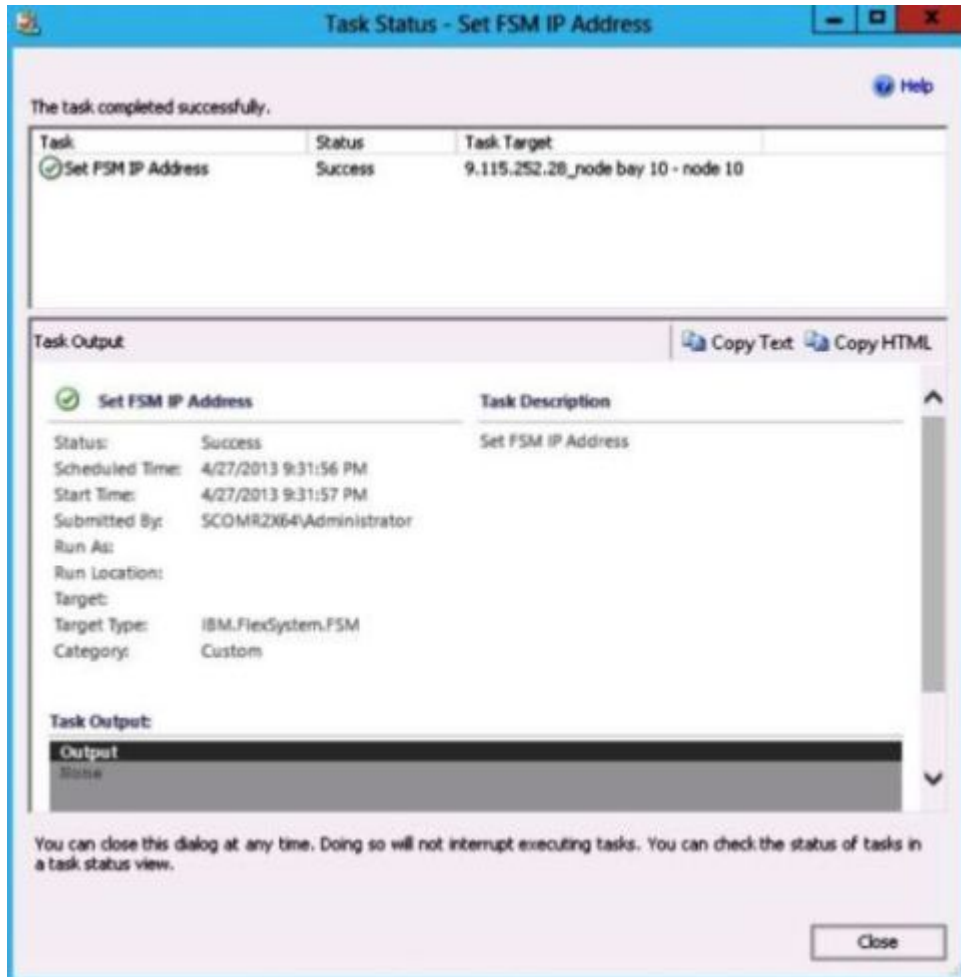 Task Status - Set FSM IP Address
Help
The task completed successfully.
Task Status Task Target
Set FSM IP Address Success 9.115.252.28_node bay 10 - node 10
Task Output Copy Text Copy HTML
Set FSM IP Address Task Description
Status: Success Set FSM IP Address
Scheduled Time: 4/27/2013 9:31:56 PM
Start Time: 4/27/2013 9:31:57 PM
Submitted By: SCOMR2X64\Administrator
Run As:
Run Location:
Target:
Target Type: IBM.FlexSystem.FSM
Category: Custom
Task Output:
Output
None
You can close this dialog at any time. Doing so will not interrupt executing tasks. You can check the status of tasks in
a task status view.
Close